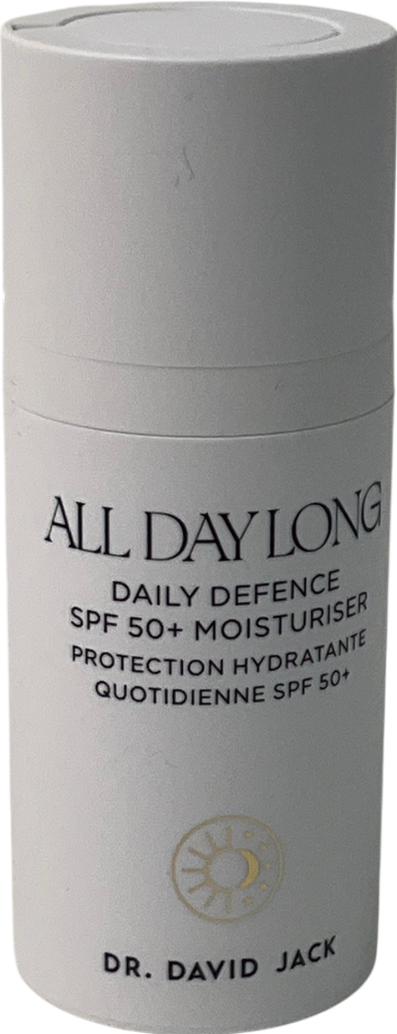 ALL DAY LONG
DAILY DEFENCE
SPF 50+ MOISTURISER
PROTECTION HYDRATANTE
QUOTIDIENNE SPF 50+
DR. DAVID JACK